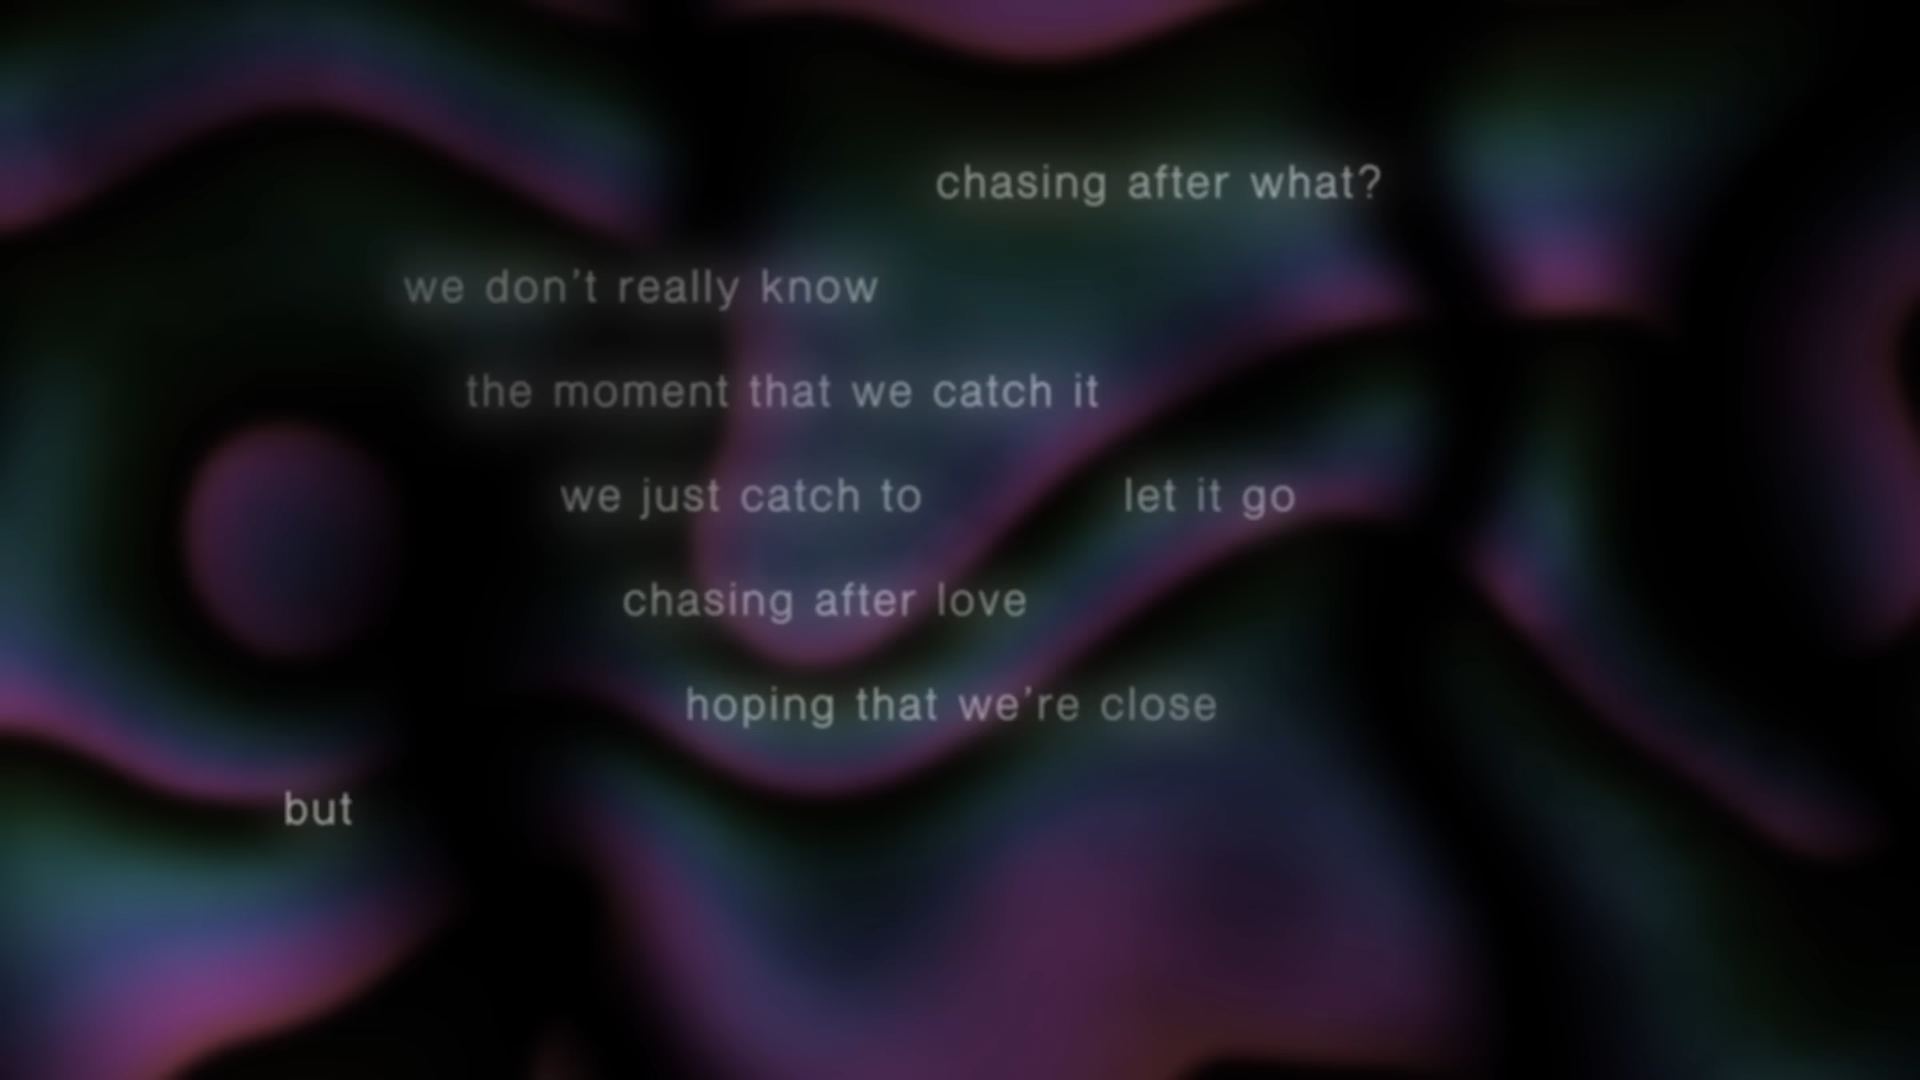 chasing after what?
we don’t really know
the moment that we catch it
we just catch to let it go
chasing after love
hoping that we’re close
but